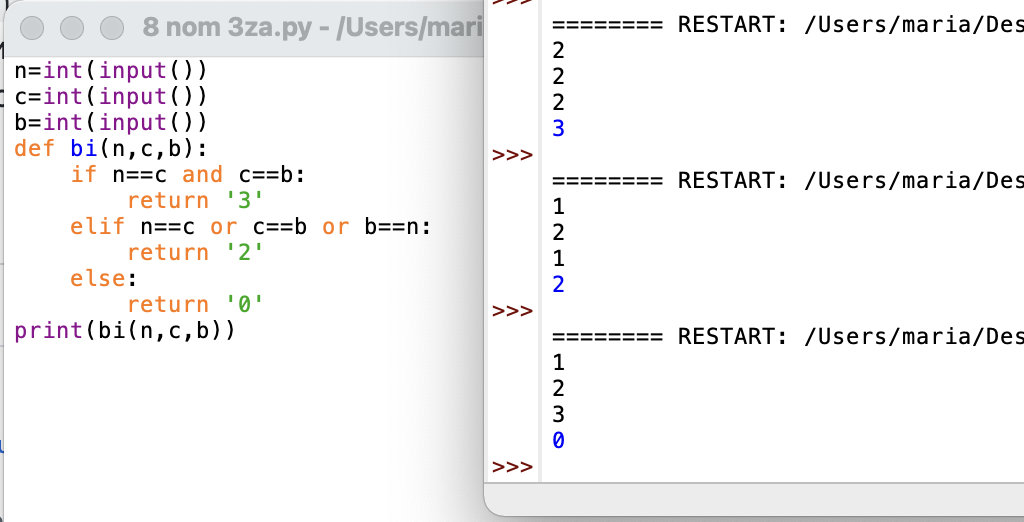 8 nom 3za.py - /Users/mari
n=int(input())
c=int(input())
b=int(input())
def bi(n,c,b):
    if n==c and c==b:
        return '3'
    elif n==c or c==b or b==n:
        return '2'
    else:
        return '0'
print(bi(n,c,b))
>>>
======== RESTART: /Users/maria/Des
2
2
2
3
>>>
======== RESTART: /Users/maria/Des
1
2
1
2
>>>
======== RESTART: /Users/maria/Des
1
2
3
0
>>>